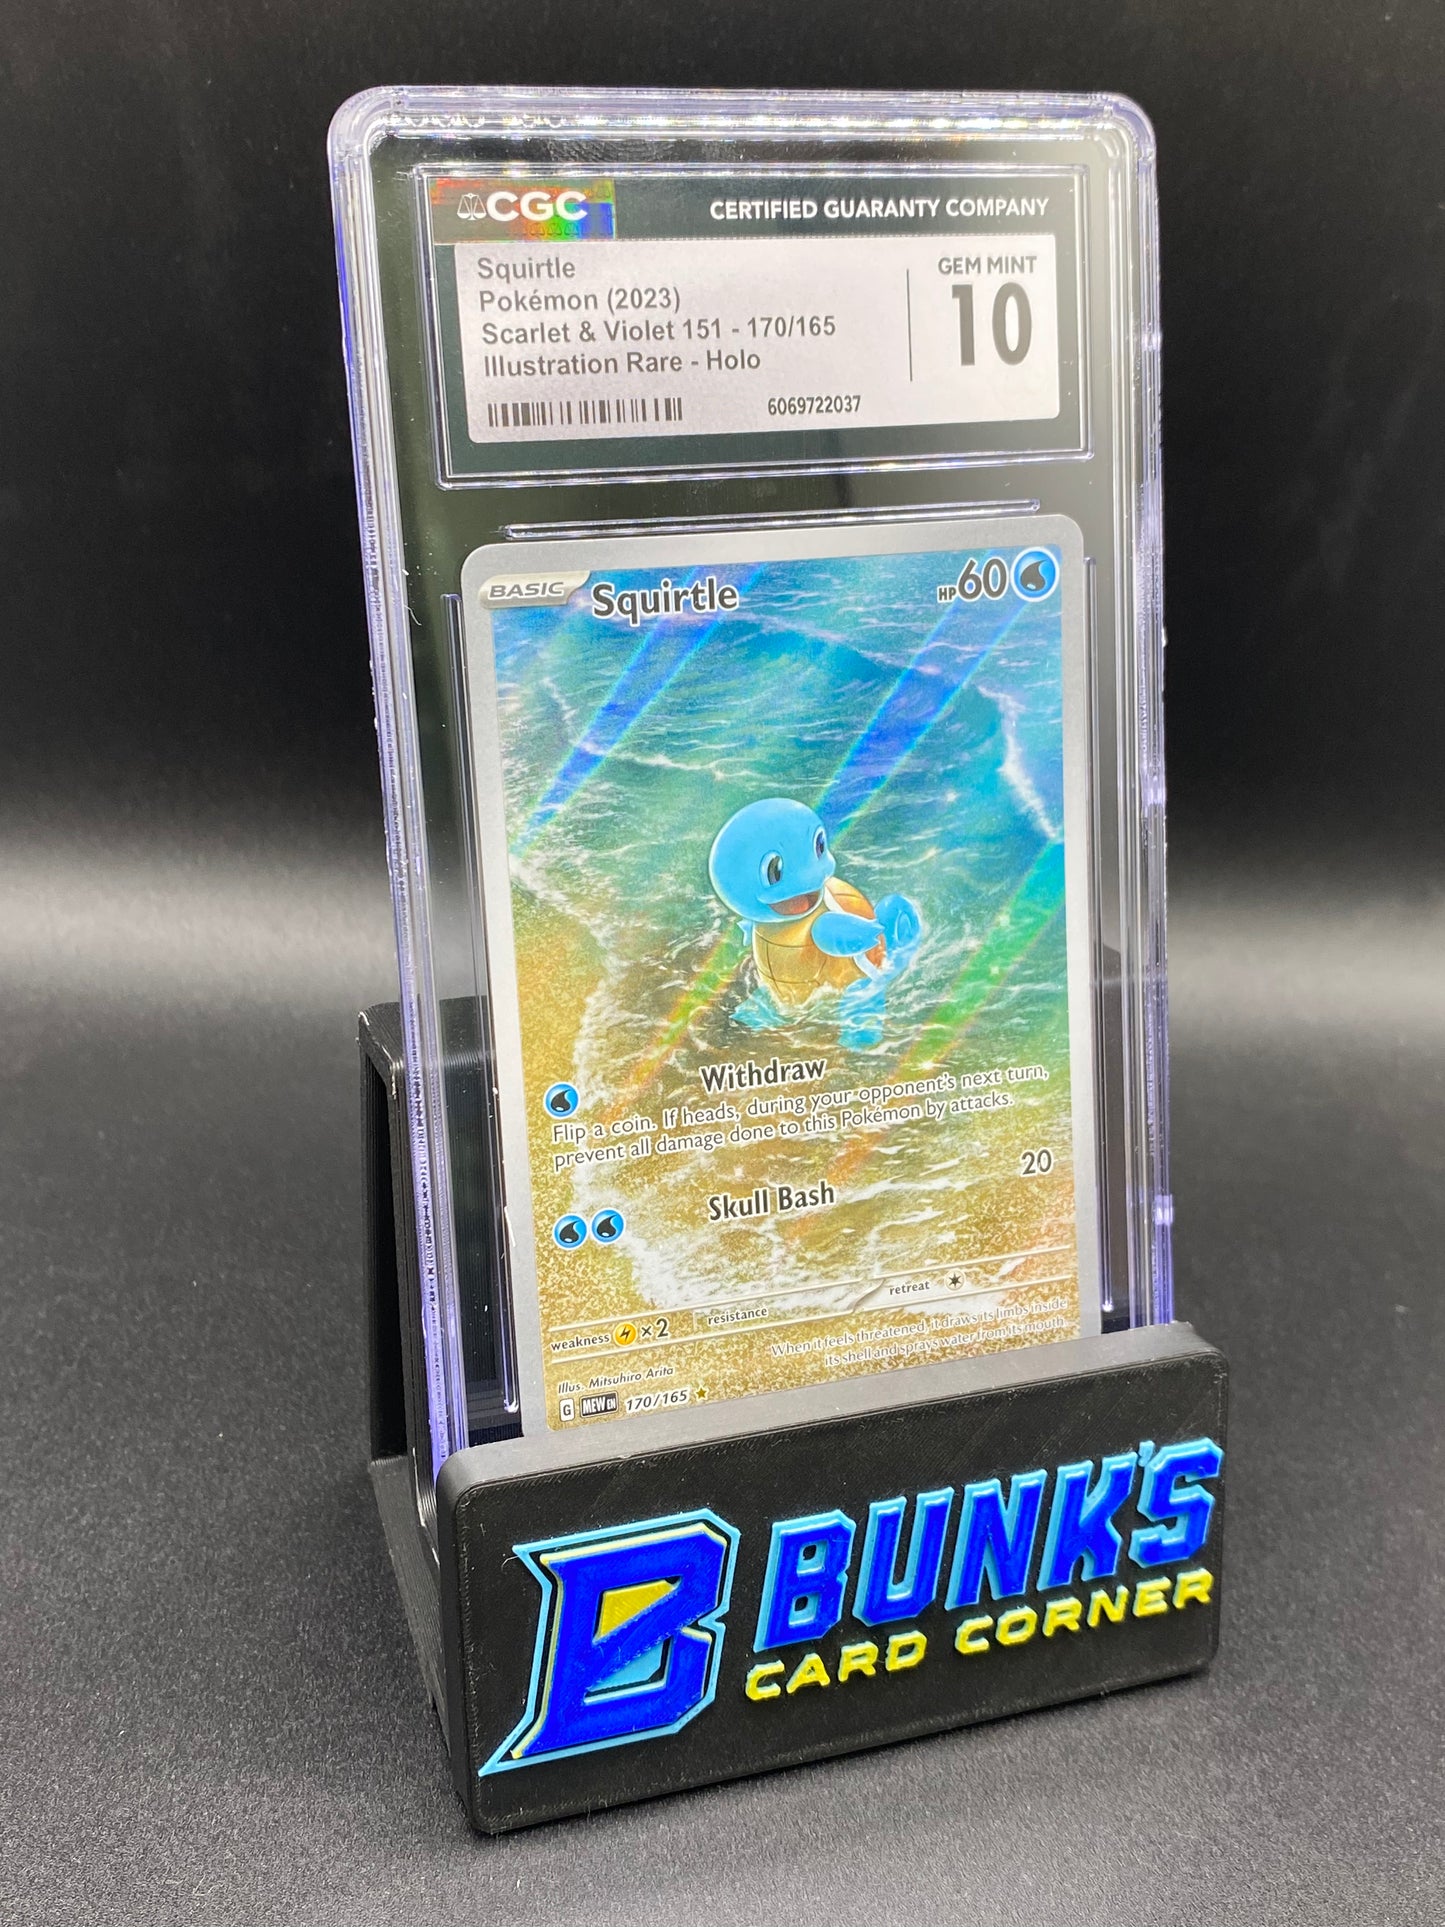 CGC
CERTIFIED GUARANTY COMPANY
Squirtle
Pokémon (2023)
Scarlet & Violet 151 - 170/165
Illustration Rare - Holo
GEM MINT
10
6069722037
BASIC
Squirtle
HP60
Withdraw
Flip a coin. If heads, during your opponent's next turn,
prevent all damage done to this Pokémon by attacks.
Skull Bash
20
weakness ×2
resistance
retreat
When it feels threatened, it draws its limbs inside
its shell and sprays water from its mouth.
Illus. Mitsuhiro Arita
G MEW EN 170/165
B
BUNK'S
CARD CORNER